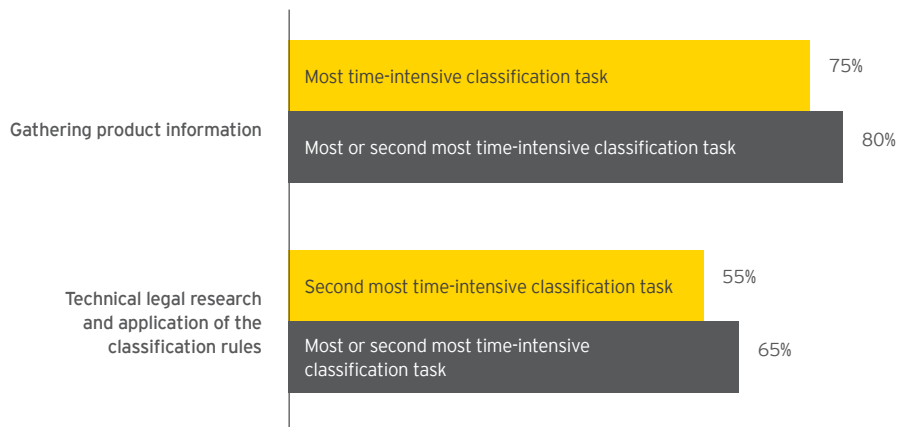 Most time-intensive classification task
75%
Gathering product information
Most or second most time-intensive classification task
80%
Second most time-intensive classification task
55%
Technical legal research
and application of the
classification rules
Most or second most time-intensive
classification task
65%